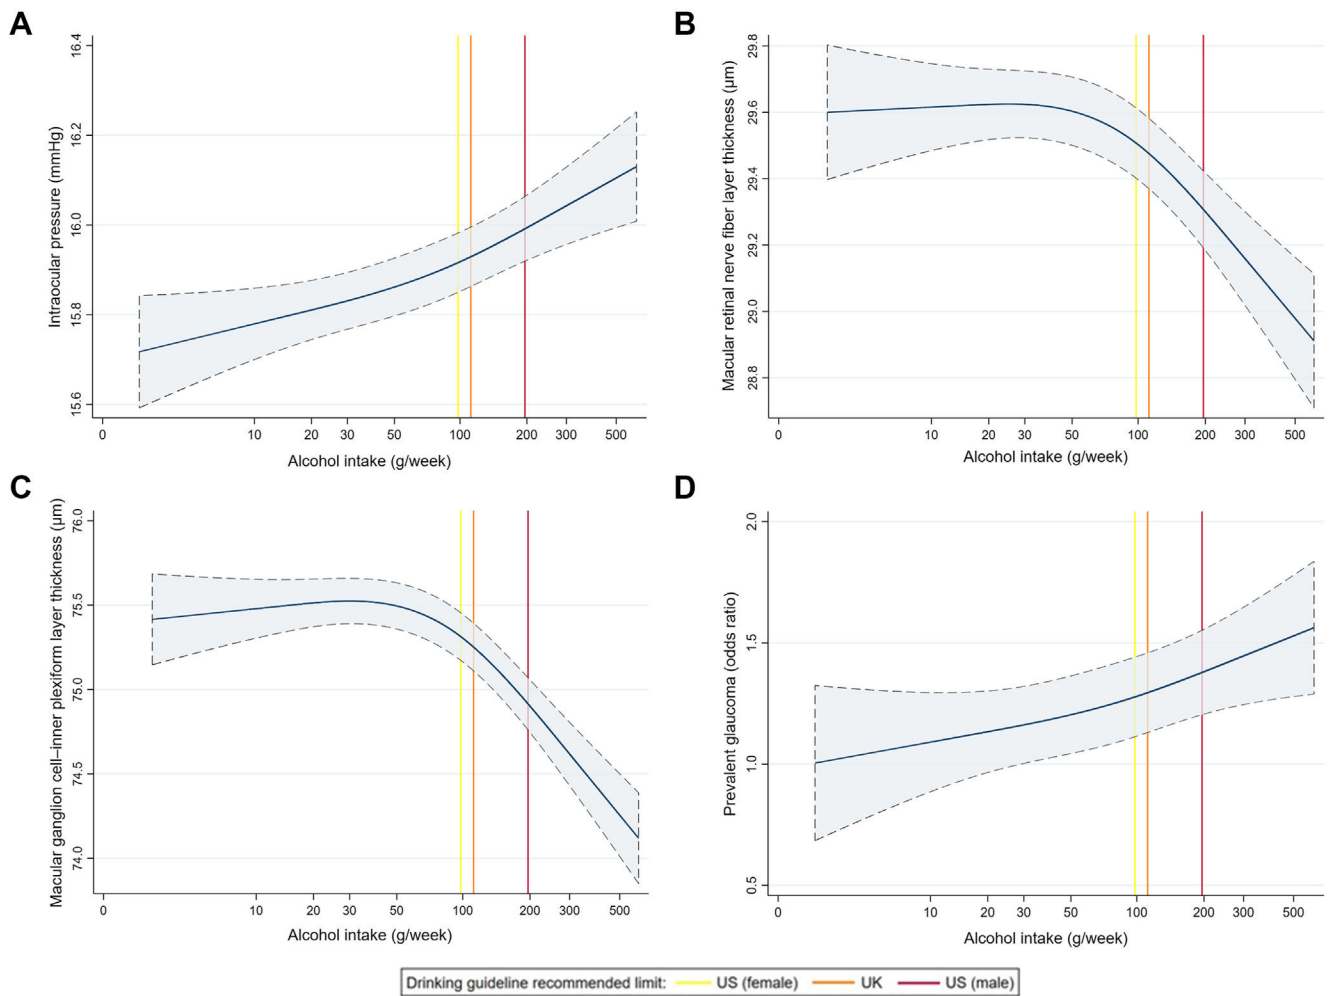 A
Intraocular pressure (mmHg)
16.4
16.2
16.0
15.8
15.6
0 10 20 30 50 100 200 300 500
Alcohol intake (g/week)
B
Macular retinal nerve fiber layer thickness (µm)
29.8
29.6
29.4
29.2
29.0
28.8
0 10 20 30 50 100 200 300 500
Alcohol intake (g/week)
C
Macular ganglion cell–inner plexiform layer thickness (µm)
76.0
75.5
75.0
74.5
74.0
0 10 20 30 50 100 200 300 500
Alcohol intake (g/week)
D
Prevalent glaucoma (odds ratio)
2.0
1.5
1.0
0.5
0 10 20 30 50 100 200 300 500
Alcohol intake (g/week)
Drinking guideline recommended limit: US (female) UK US (male)